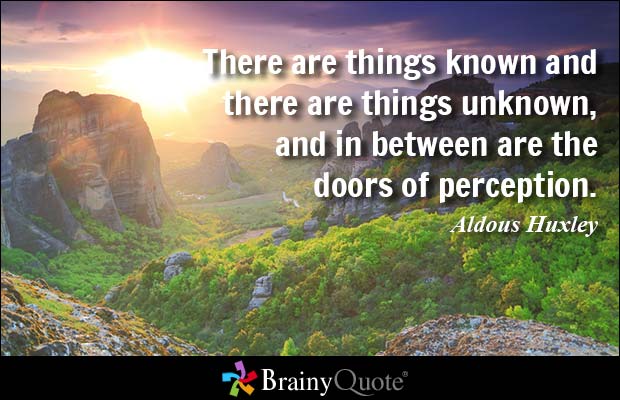 There are things known and
there are things unknown,
and in between are the
doors of perception.
Aldous Huxley
BrainyQuote®